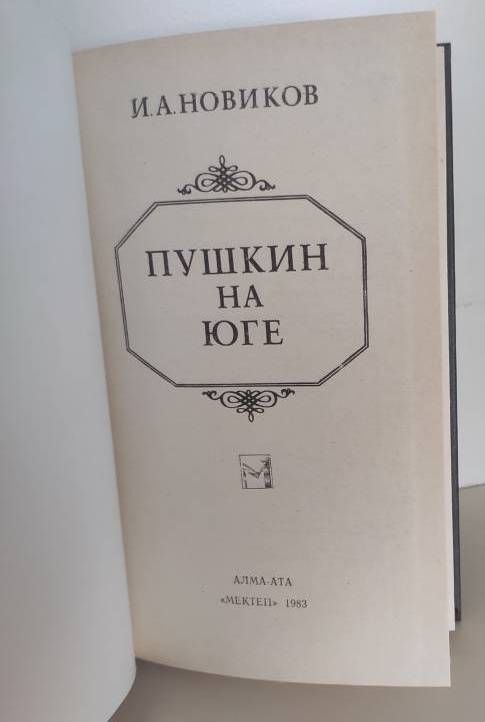 И.А.НОВИКОВ
ПУШКИН
НА
ЮГЕ
АЛМА-АТА
«МЕКТЕП» 1983